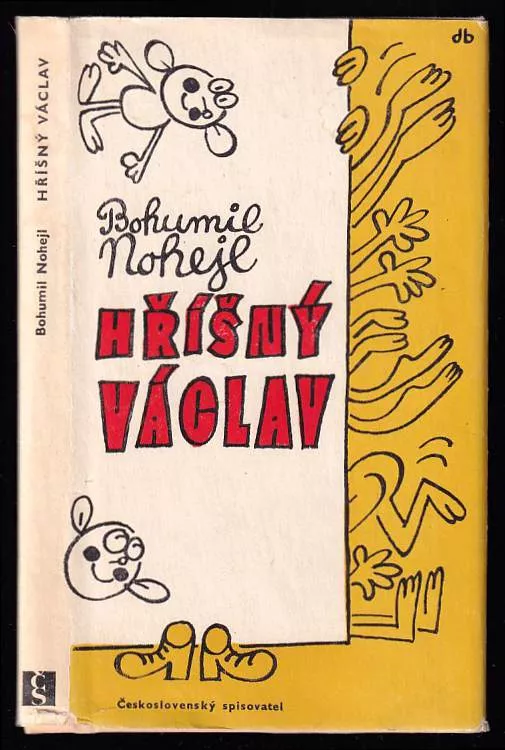 db
Bohumil
Nohejl
HŘÍŠNÝ
VÁCLAV
Československý spisovatel
Bohumil Nohejl HŘÍŠNÝ VÁCLAV
ČS